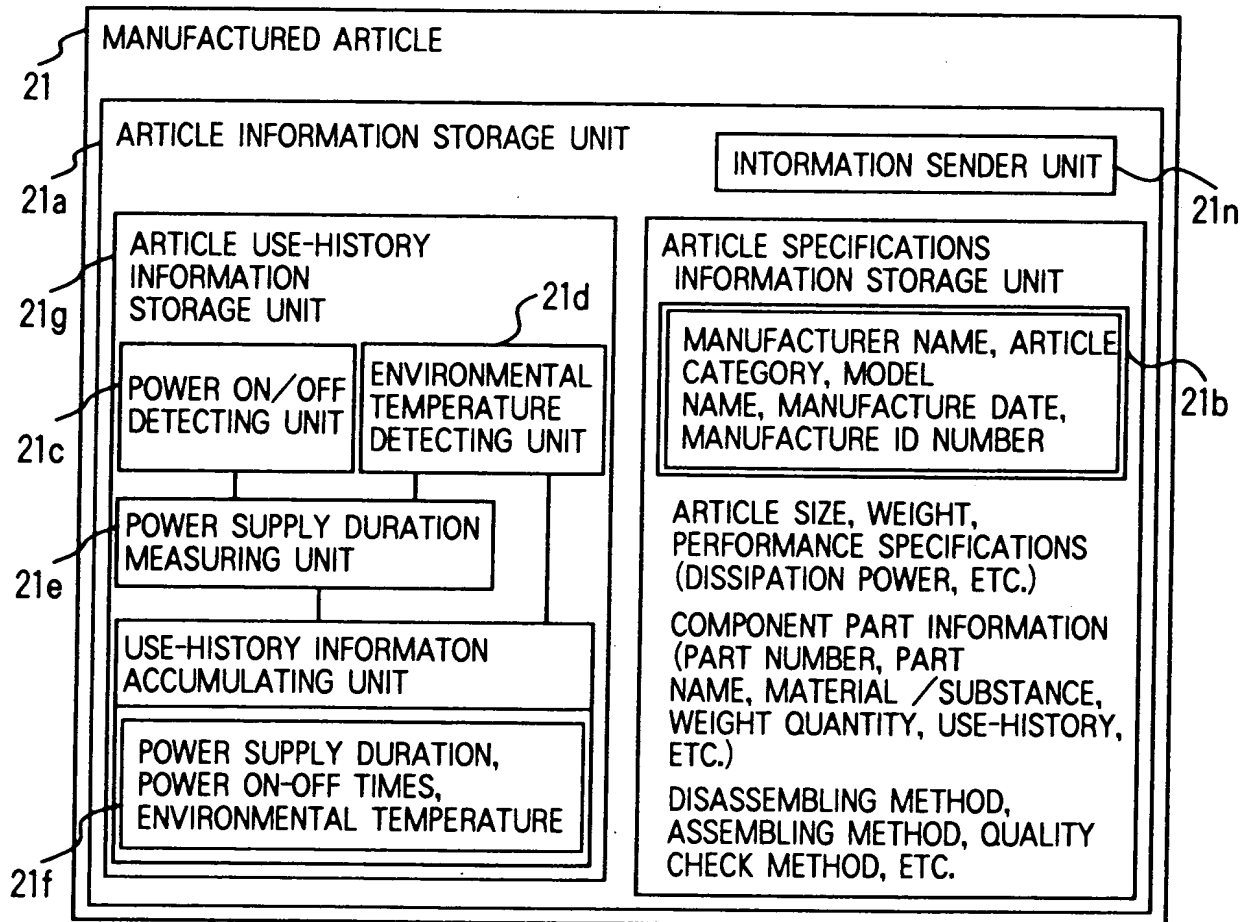 MANUFACTURED ARTICLE
21
ARTICLE INFORMATION STORAGE UNIT
INTORMATION SENDER UNIT
21a
21n
ARTICLE USE-HISTORY
INFORMATION
STORAGE UNIT
21g
21d
POWER ON/OFF
DETECTING UNIT
21c
ENVIRONMENTAL
TEMPERATURE
DETECTING UNIT
POWER SUPPLY DURATION
MEASURING UNIT
21e
USE-HISTORY INFORMATON
ACCUMULATING UNIT
POWER SUPPLY DURATION,
POWER ON-OFF TIMES,
ENVIRONMENTAL TEMPERATURE
21f
ARTICLE SPECIFICATIONS
INFORMATION STORAGE UNIT
MANUFACTURER NAME, ARTICLE
CATEGORY, MODEL
NAME, MANUFACTURE DATE,
MANUFACTURE ID NUMBER
21b
ARTICLE SIZE, WEIGHT,
PERFORMANCE SPECIFICATIONS
(DISSIPATION POWER, ETC.)
COMPONENT PART INFORMATION
(PART NUMBER, PART
NAME, MATERIAL /SUBSTANCE,
WEIGHT QUANTITY, USE-HISTORY,
ETC.)
DISASSEMBLING METHOD,
ASSEMBLING METHOD, QUALITY
CHECK METHOD, ETC.